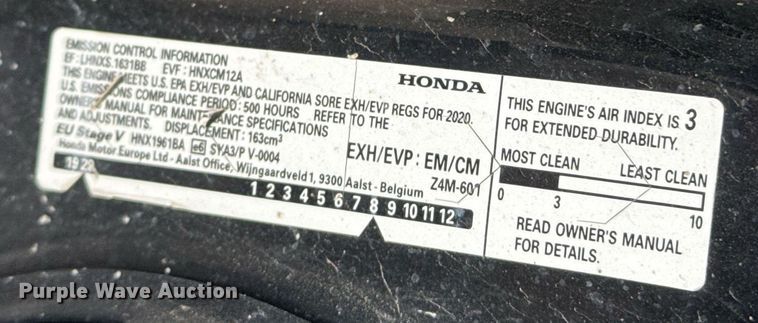 EMISSION CONTROL INFORMATION
EF: LHNXS.1631BB EVF: HNXCM12A
HONDA
THIS ENGINE MEETS U.S. EPA EXH/EVP AND CALIFORNIA SORE EXH/EVP REGS FOR 2020.
U.S. EMISSIONS COMPLIANCE PERIOD: 500 HOURS REFER TO THE
OWNER'S MANUAL FOR MAINTENANCE SPECIFICATIONS
AND ADJUSTMENTS. DISPLACEMENT: 163cm³
EXH/EVP: EM/CM
EU Stage V HNX1961BA e6 SYA3/P V-0004
Honda Motor Europe Ltd - Aalst Office, Wijngaardveld 1, 9300 Aalst - Belgium Z4M-601
19 20
1 2 3 4 5 6 7 8 9 10 11 12
THIS ENGINE'S AIR INDEX IS 3
FOR EXTENDED DURABILITY.
MOST CLEAN LEAST CLEAN
0 3 10
READ OWNER'S MANUAL
FOR DETAILS.
Purple Wave Auction